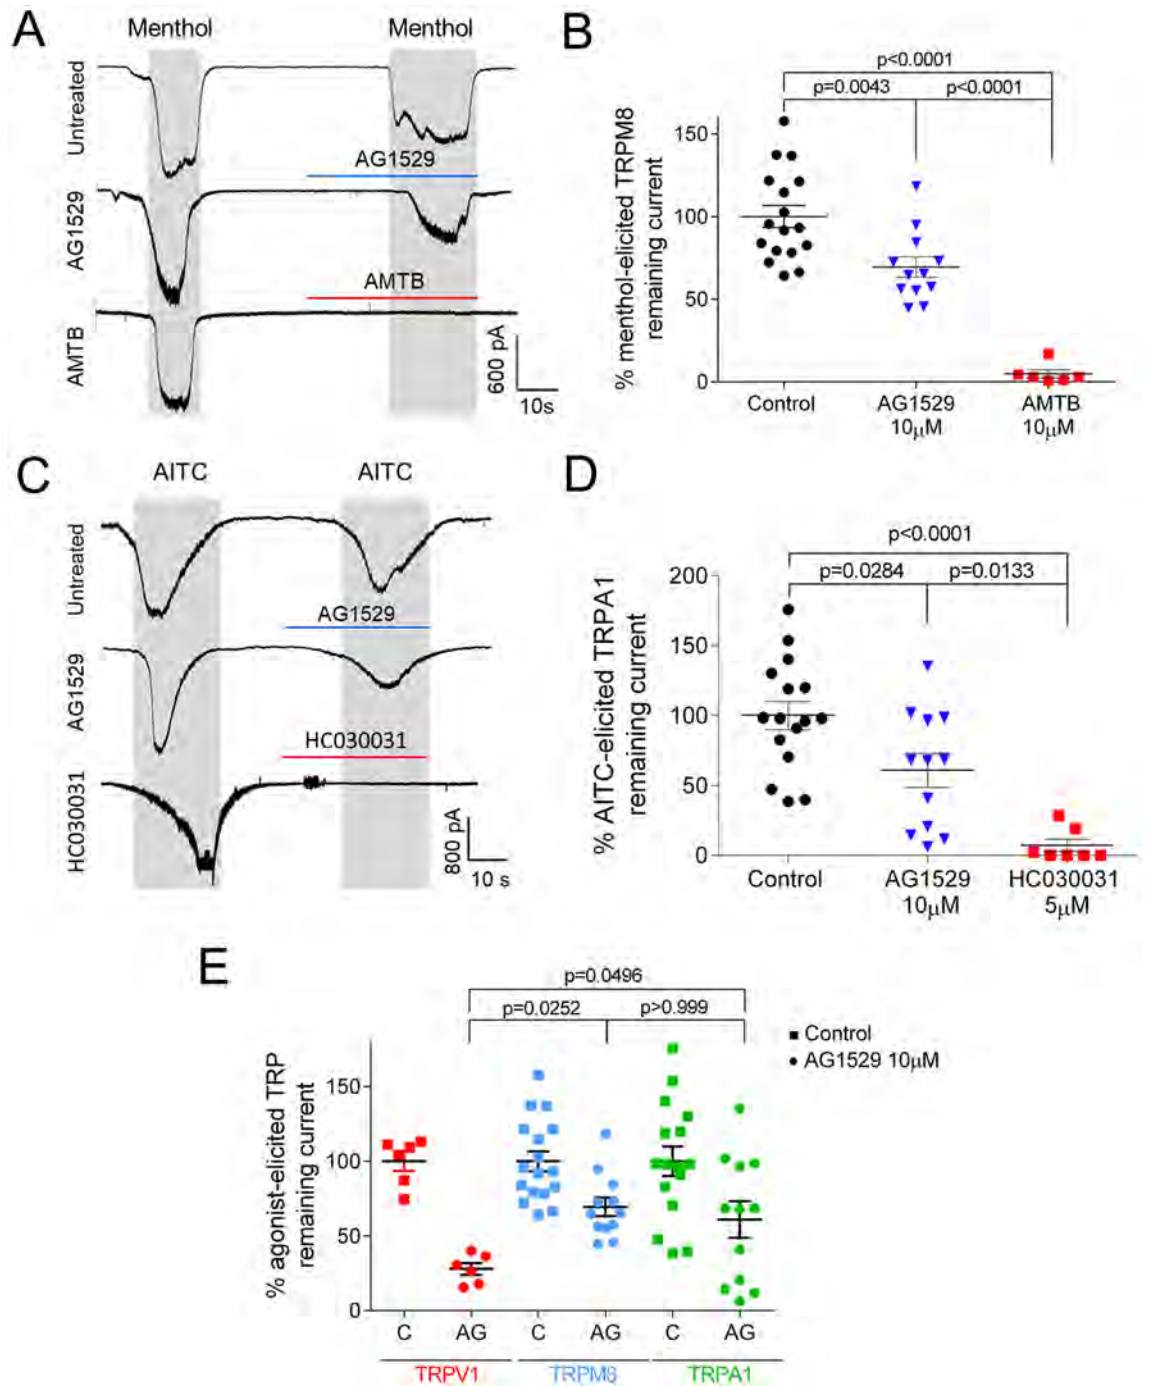 A
Menthol
Menthol
Untreated
AG1529
AG1529
AMTB
AMTB
600 pA
10s
B
p<0.0001
p=0.0043
p<0.0001
% menthol-elicited TRPM8
remaining current
150
100
50
0
Control
AG1529
10μM
AMTB
10μM
C
AITC
AITC
Untreated
AG1529
AG1529
HC030031
HC030031
800 pA
10 s
D
p<0.0001
p=0.0284
p=0.0133
% AITC-elicited TRPA1
remaining current
200
150
100
50
0
Control
AG1529
10μM
HC030031
5μM
E
p=0.0496
p=0.0252
p>0.999
Control
AG1529 10μM
% agonist-elicited TRP
remaining current
150
100
50
0
C
AG
C
AG
C
AG
TRPV1
TRPM8
TRPA1